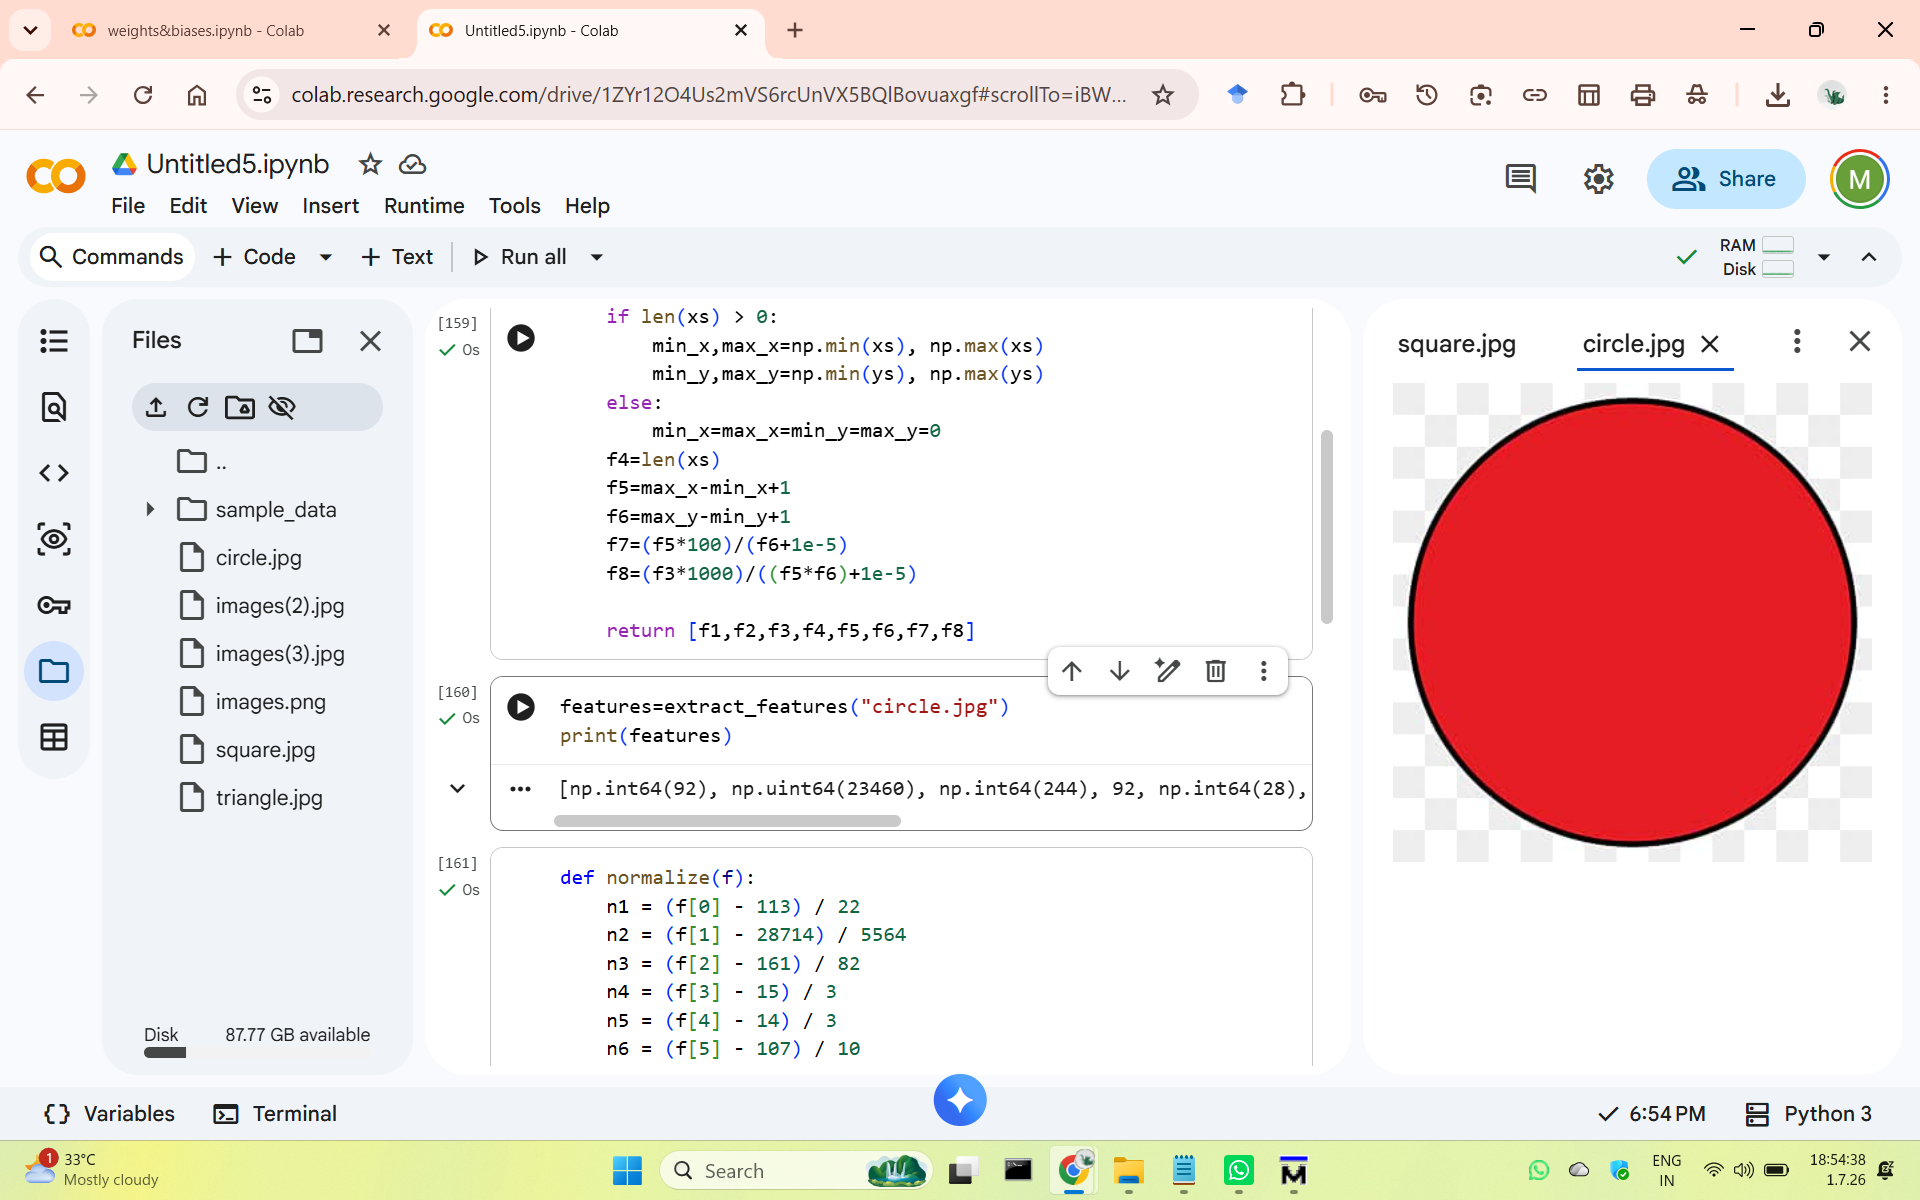 weights&biases.ipynb - Colab
Untitled5.ipynb - Colab
colab.research.google.com/drive/1ZYr12O4Us2mVS6rcUnVX5BQlBovuaxgf#scrollTo=iBW...
Untitled5.ipynb
File Edit View Insert Runtime Tools Help
Share
M
Commands + Code + Text Run all
RAM
Disk
Files
..
sample_data
circle.jpg
images(2).jpg
images(3).jpg
images.png
square.jpg
triangle.jpg
Disk 87.77 GB available
[159]
0s
if len(xs) > 0:
min_x,max_x=np.min(xs), np.max(xs)
min_y,max_y=np.min(ys), np.max(ys)
else:
min_x=max_x=min_y=max_y=0
f4=len(xs)
f5=max_x-min_x+1
f6=max_y-min_y+1
f7=(f5*100)/(f6+1e-5)
f8=(f3*1000)/((f5*f6)+1e-5)
return [f1,f2,f3,f4,f5,f6,f7,f8]
[160]
0s
features=extract_features("circle.jpg")
print(features)
[np.int64(92), np.uint64(23460), np.int64(244), 92, np.int64(28),
[161]
0s
def normalize(f):
n1 = (f[0] - 113) / 22
n2 = (f[1] - 28714) / 5564
n3 = (f[2] - 161) / 82
n4 = (f[3] - 15) / 3
n5 = (f[4] - 14) / 3
n6 = (f[5] - 107) / 10
square.jpg
circle.jpg
Variables
Terminal
6:54 PM
Python 3
1
33°C
Mostly cloudy
Search
ENG
IN
18:54:38
1.7.26